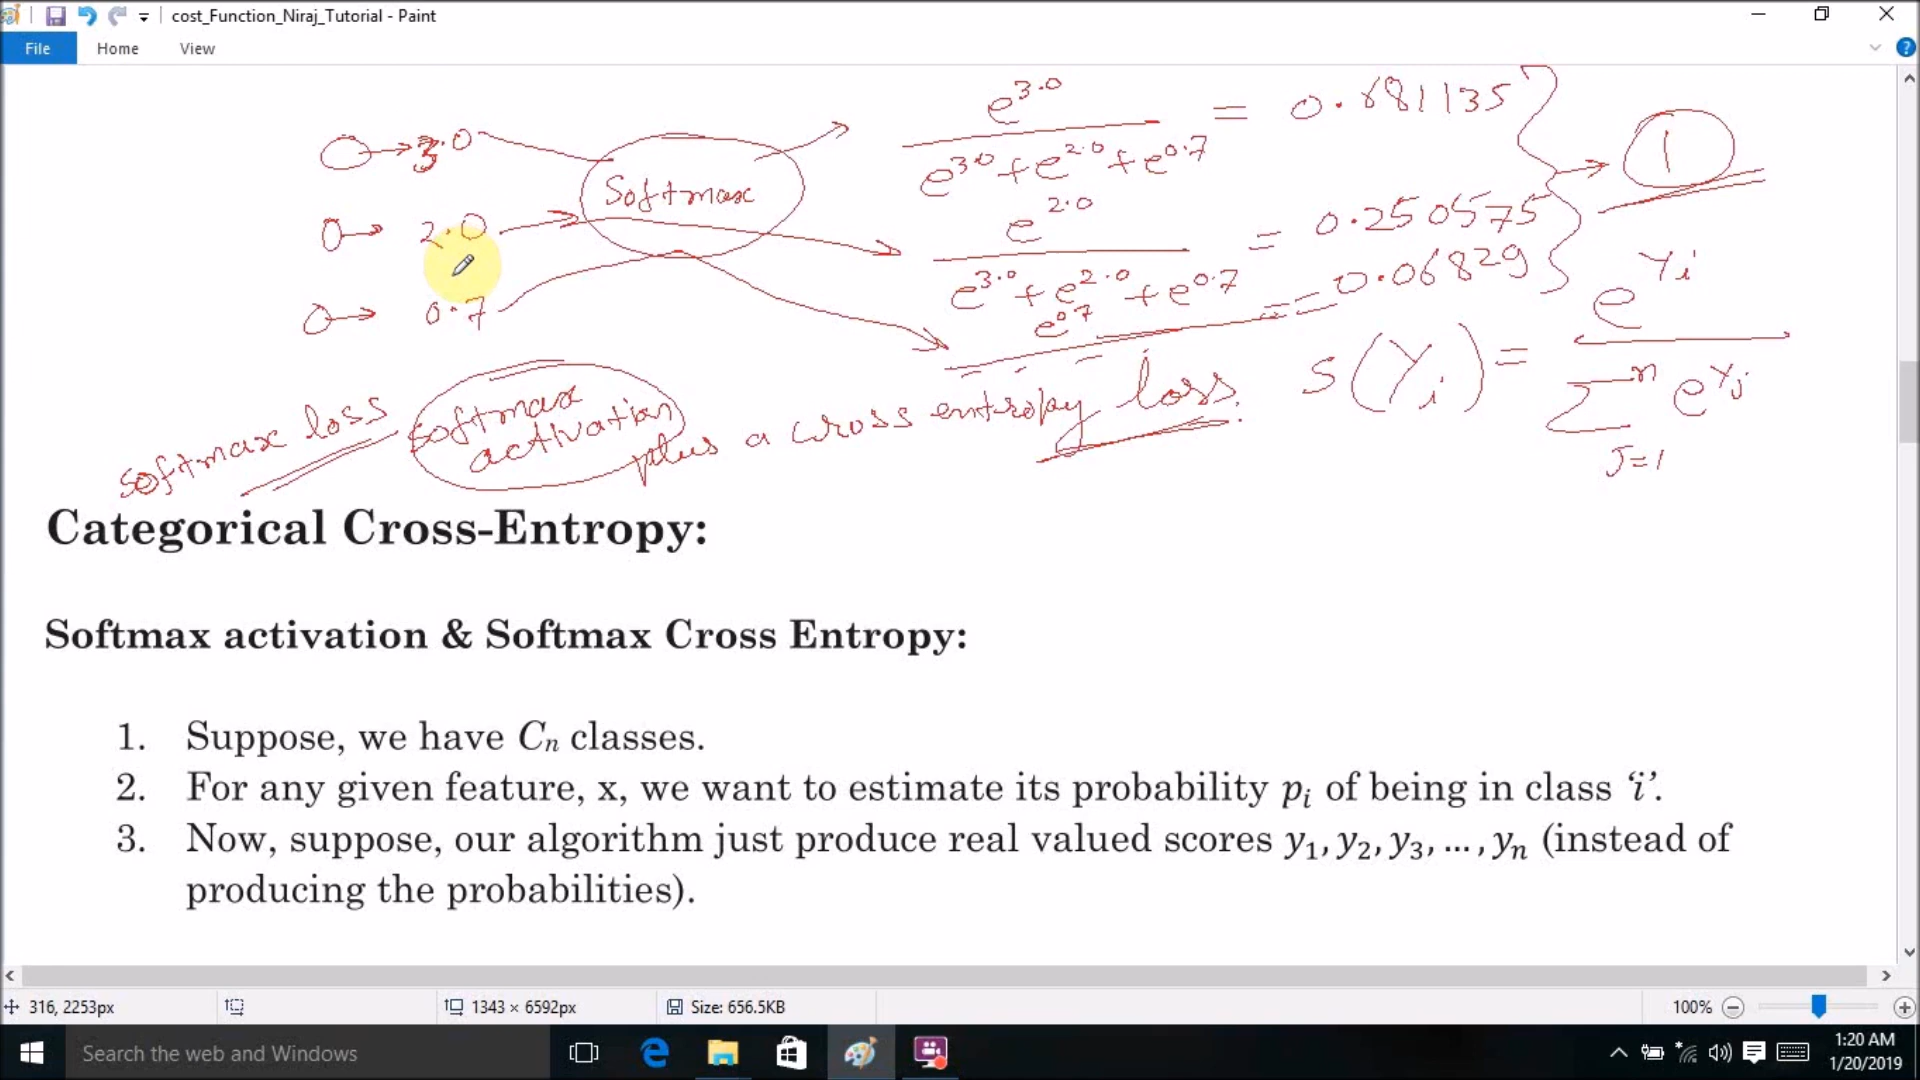 cost_Function_Niraj_Tutorial - Paint
File Home View
3.0
2.0
0.7
Softmax
e^3.0 / e^3.0 + e^2.0 + e^0.7 = 0.681135
e^2.0 / e^3.0 + e^2.0 + e^0.7 = 0.250575
e^0.7 = = 0.06829
1
S(Yi) = e^Yi / Σ^n J=1 e^Yj
softmax loss softmax activation plus a cross entropy loss.
Categorical Cross-Entropy:
Softmax activation & Softmax Cross Entropy:
1. Suppose, we have Cn classes.
2. For any given feature, x, we want to estimate its probability pi of being in class ‘i’.
3. Now, suppose, our algorithm just produce real valued scores y1, y2, y3, ... , yn (instead of
producing the probabilities).
316, 2253px 1343 × 6592px Size: 656.5KB 100%
Search the web and Windows
1:20 AM
1/20/2019